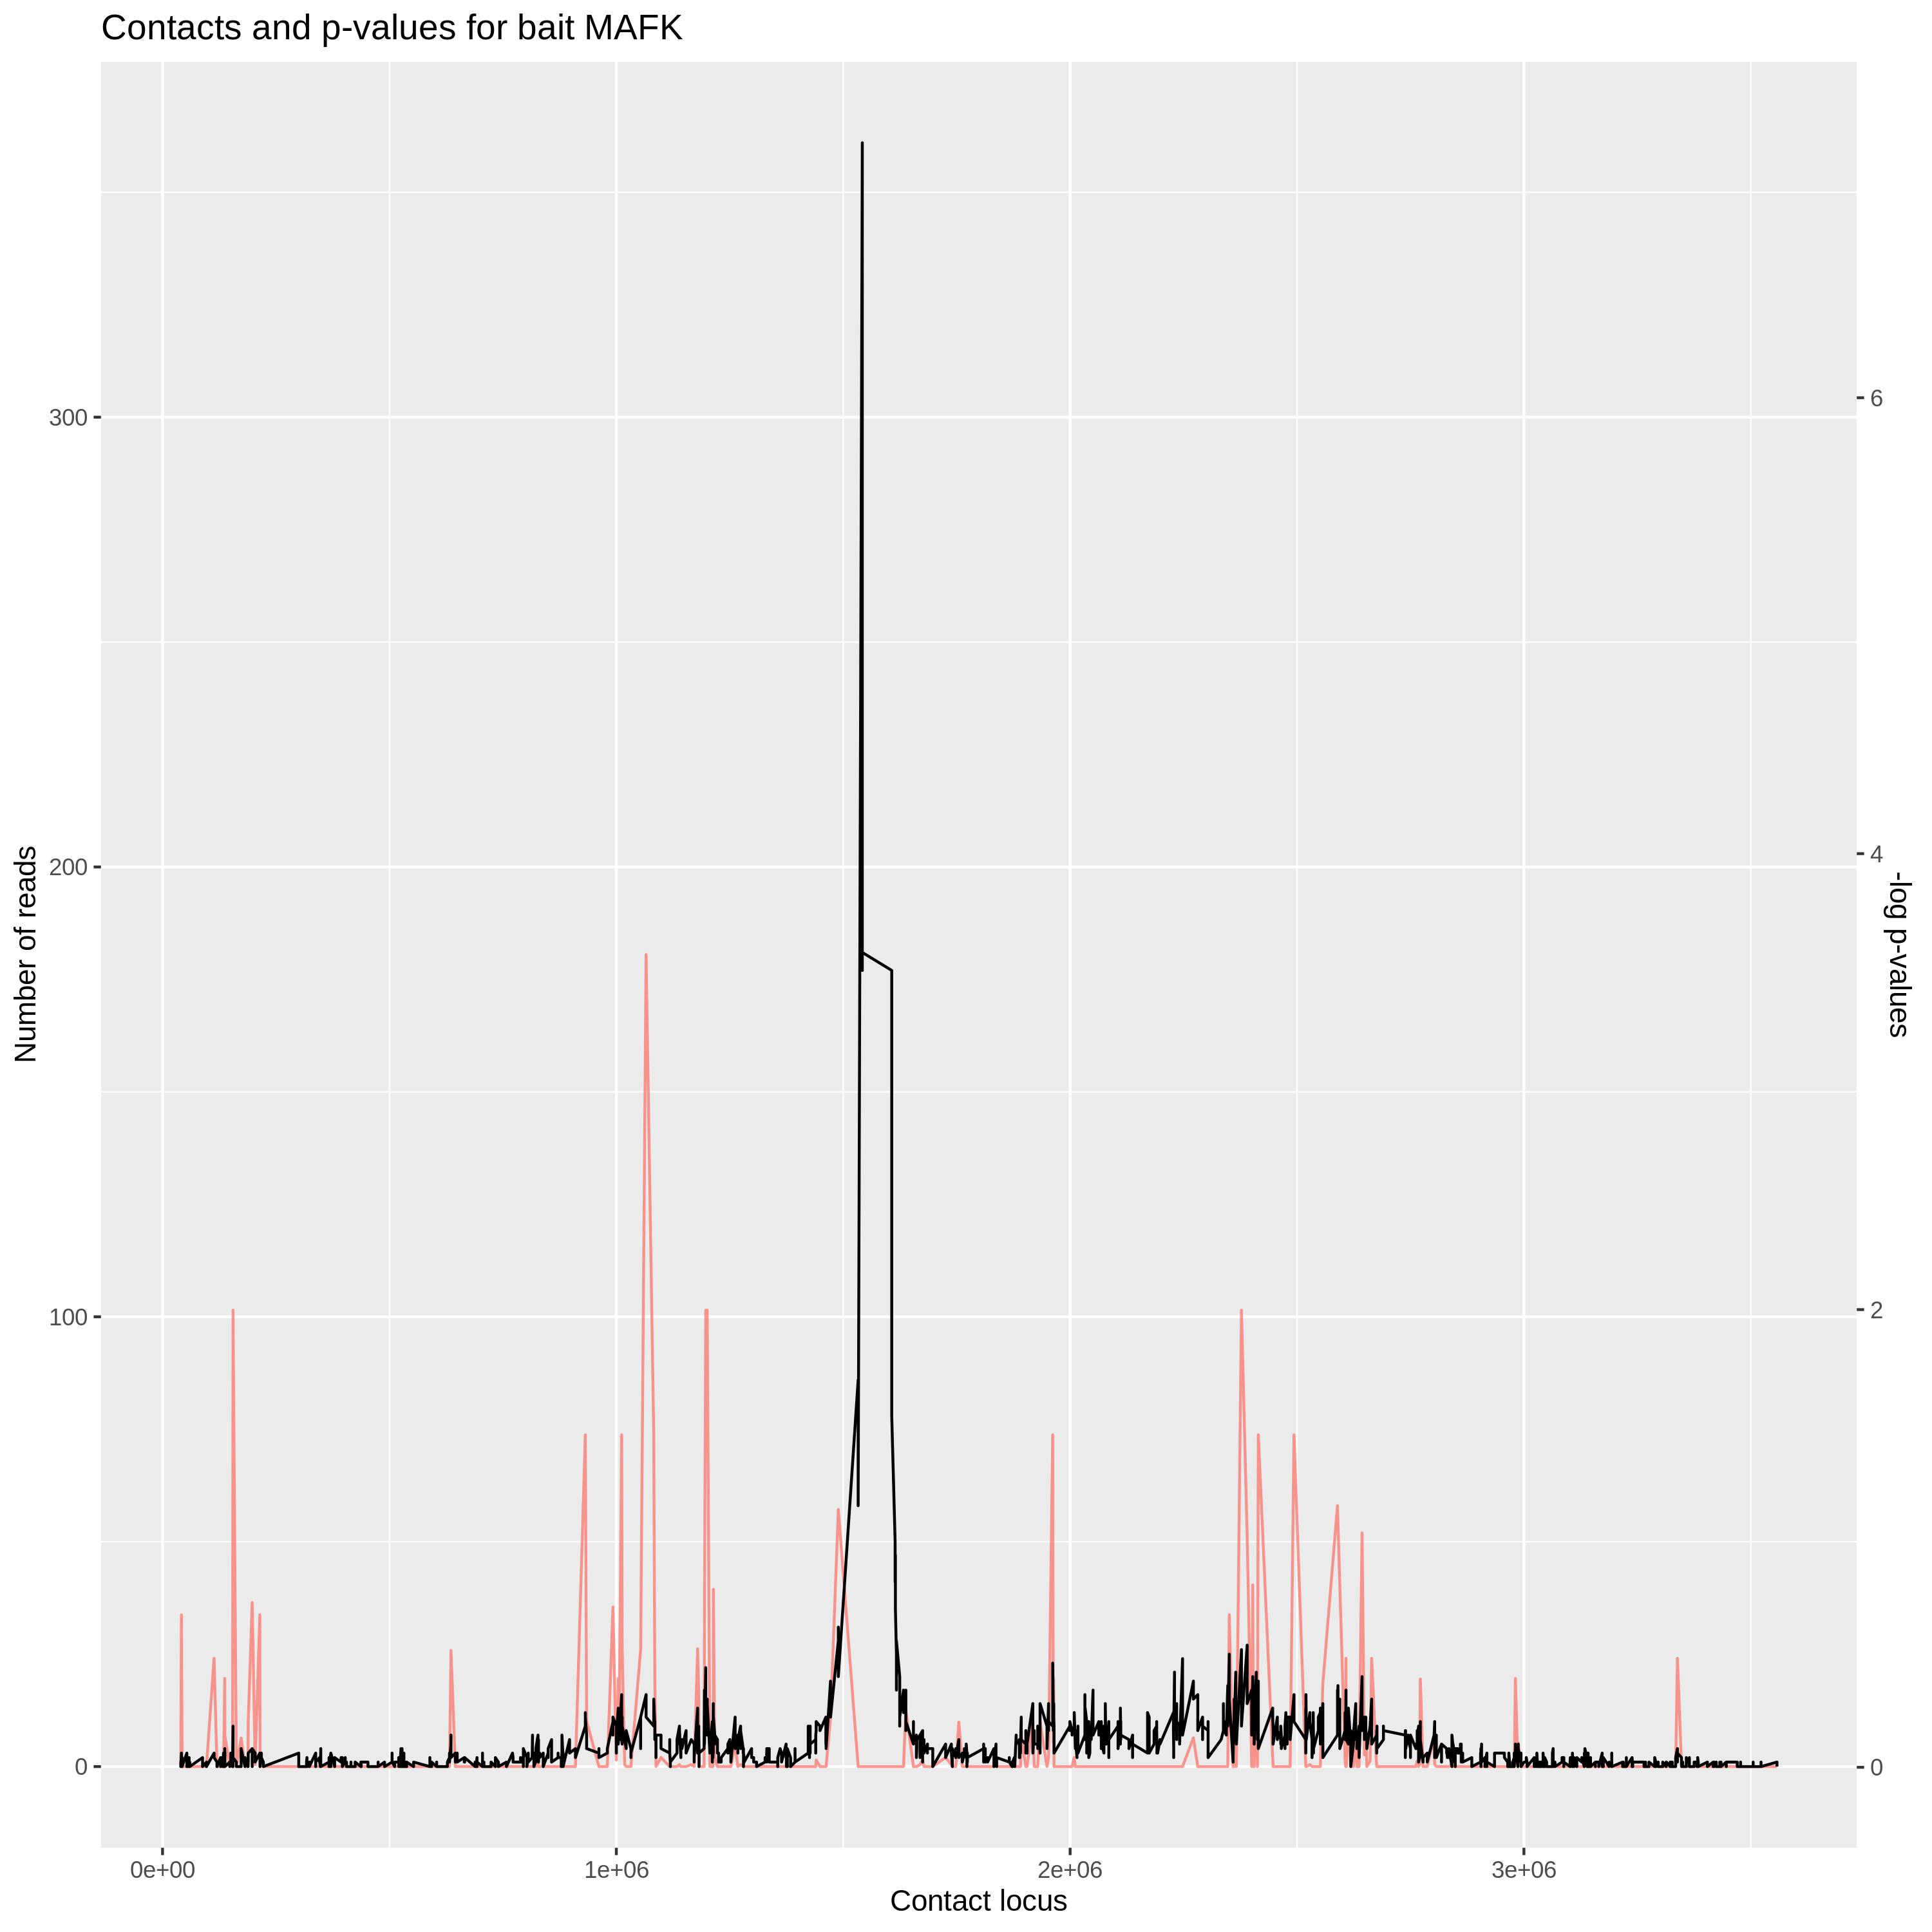 Contacts and p-values for bait MAFK
Number of reads
300
200
100
0
6
4
2
0
-log p-values
0e+00
1e+06
2e+06
3e+06
Contact locus